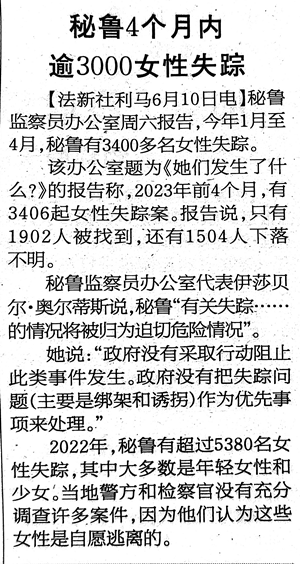 秘鲁4个月内
逾3000女性失踪
【法新社利马6月10日电】秘鲁
监察员办公室周六报告，今年1月至
4月，秘鲁有3400多名女性失踪。
该办公室题为《她们发生了什
么？》的报告称，2023年前4个月，有
3406起女性失踪案。报告说，只有
1902人被找到，还有1504人下落
不明。
秘鲁监察员办公室代表伊莎贝
尔·奥尔蒂斯说，秘鲁“有关失踪……
的情况将被归为迫切危险情况”。
她说：“政府没有采取行动阻止
此类事件发生。政府没有把失踪问
题（主要是绑架和诱拐）作为优先事
项来处理。”
2022年，秘鲁有超过5380名女
性失踪，其中大多数是年轻女性和
少女。当地警方和检察官没有充分
调查许多案件，因为他们认为这些
女性是自愿逃离的。